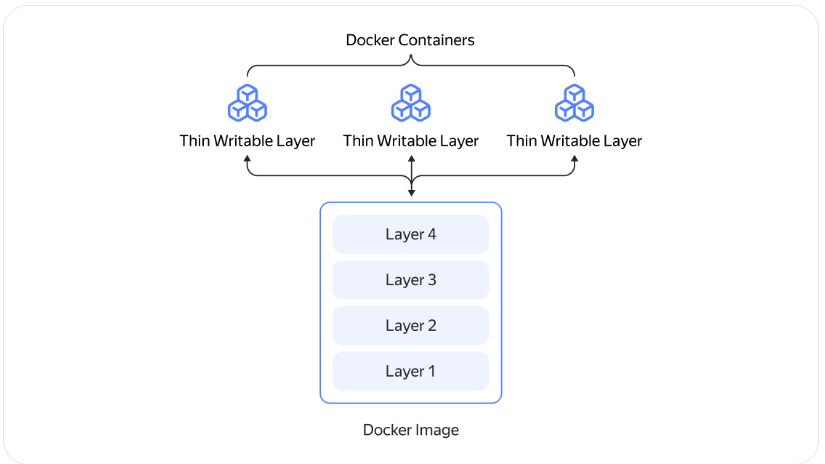 Docker Containers
Thin Writable Layer Thin Writable Layer Thin Writable Layer
Layer 4
Layer 3
Layer 2
Layer 1
Docker Image